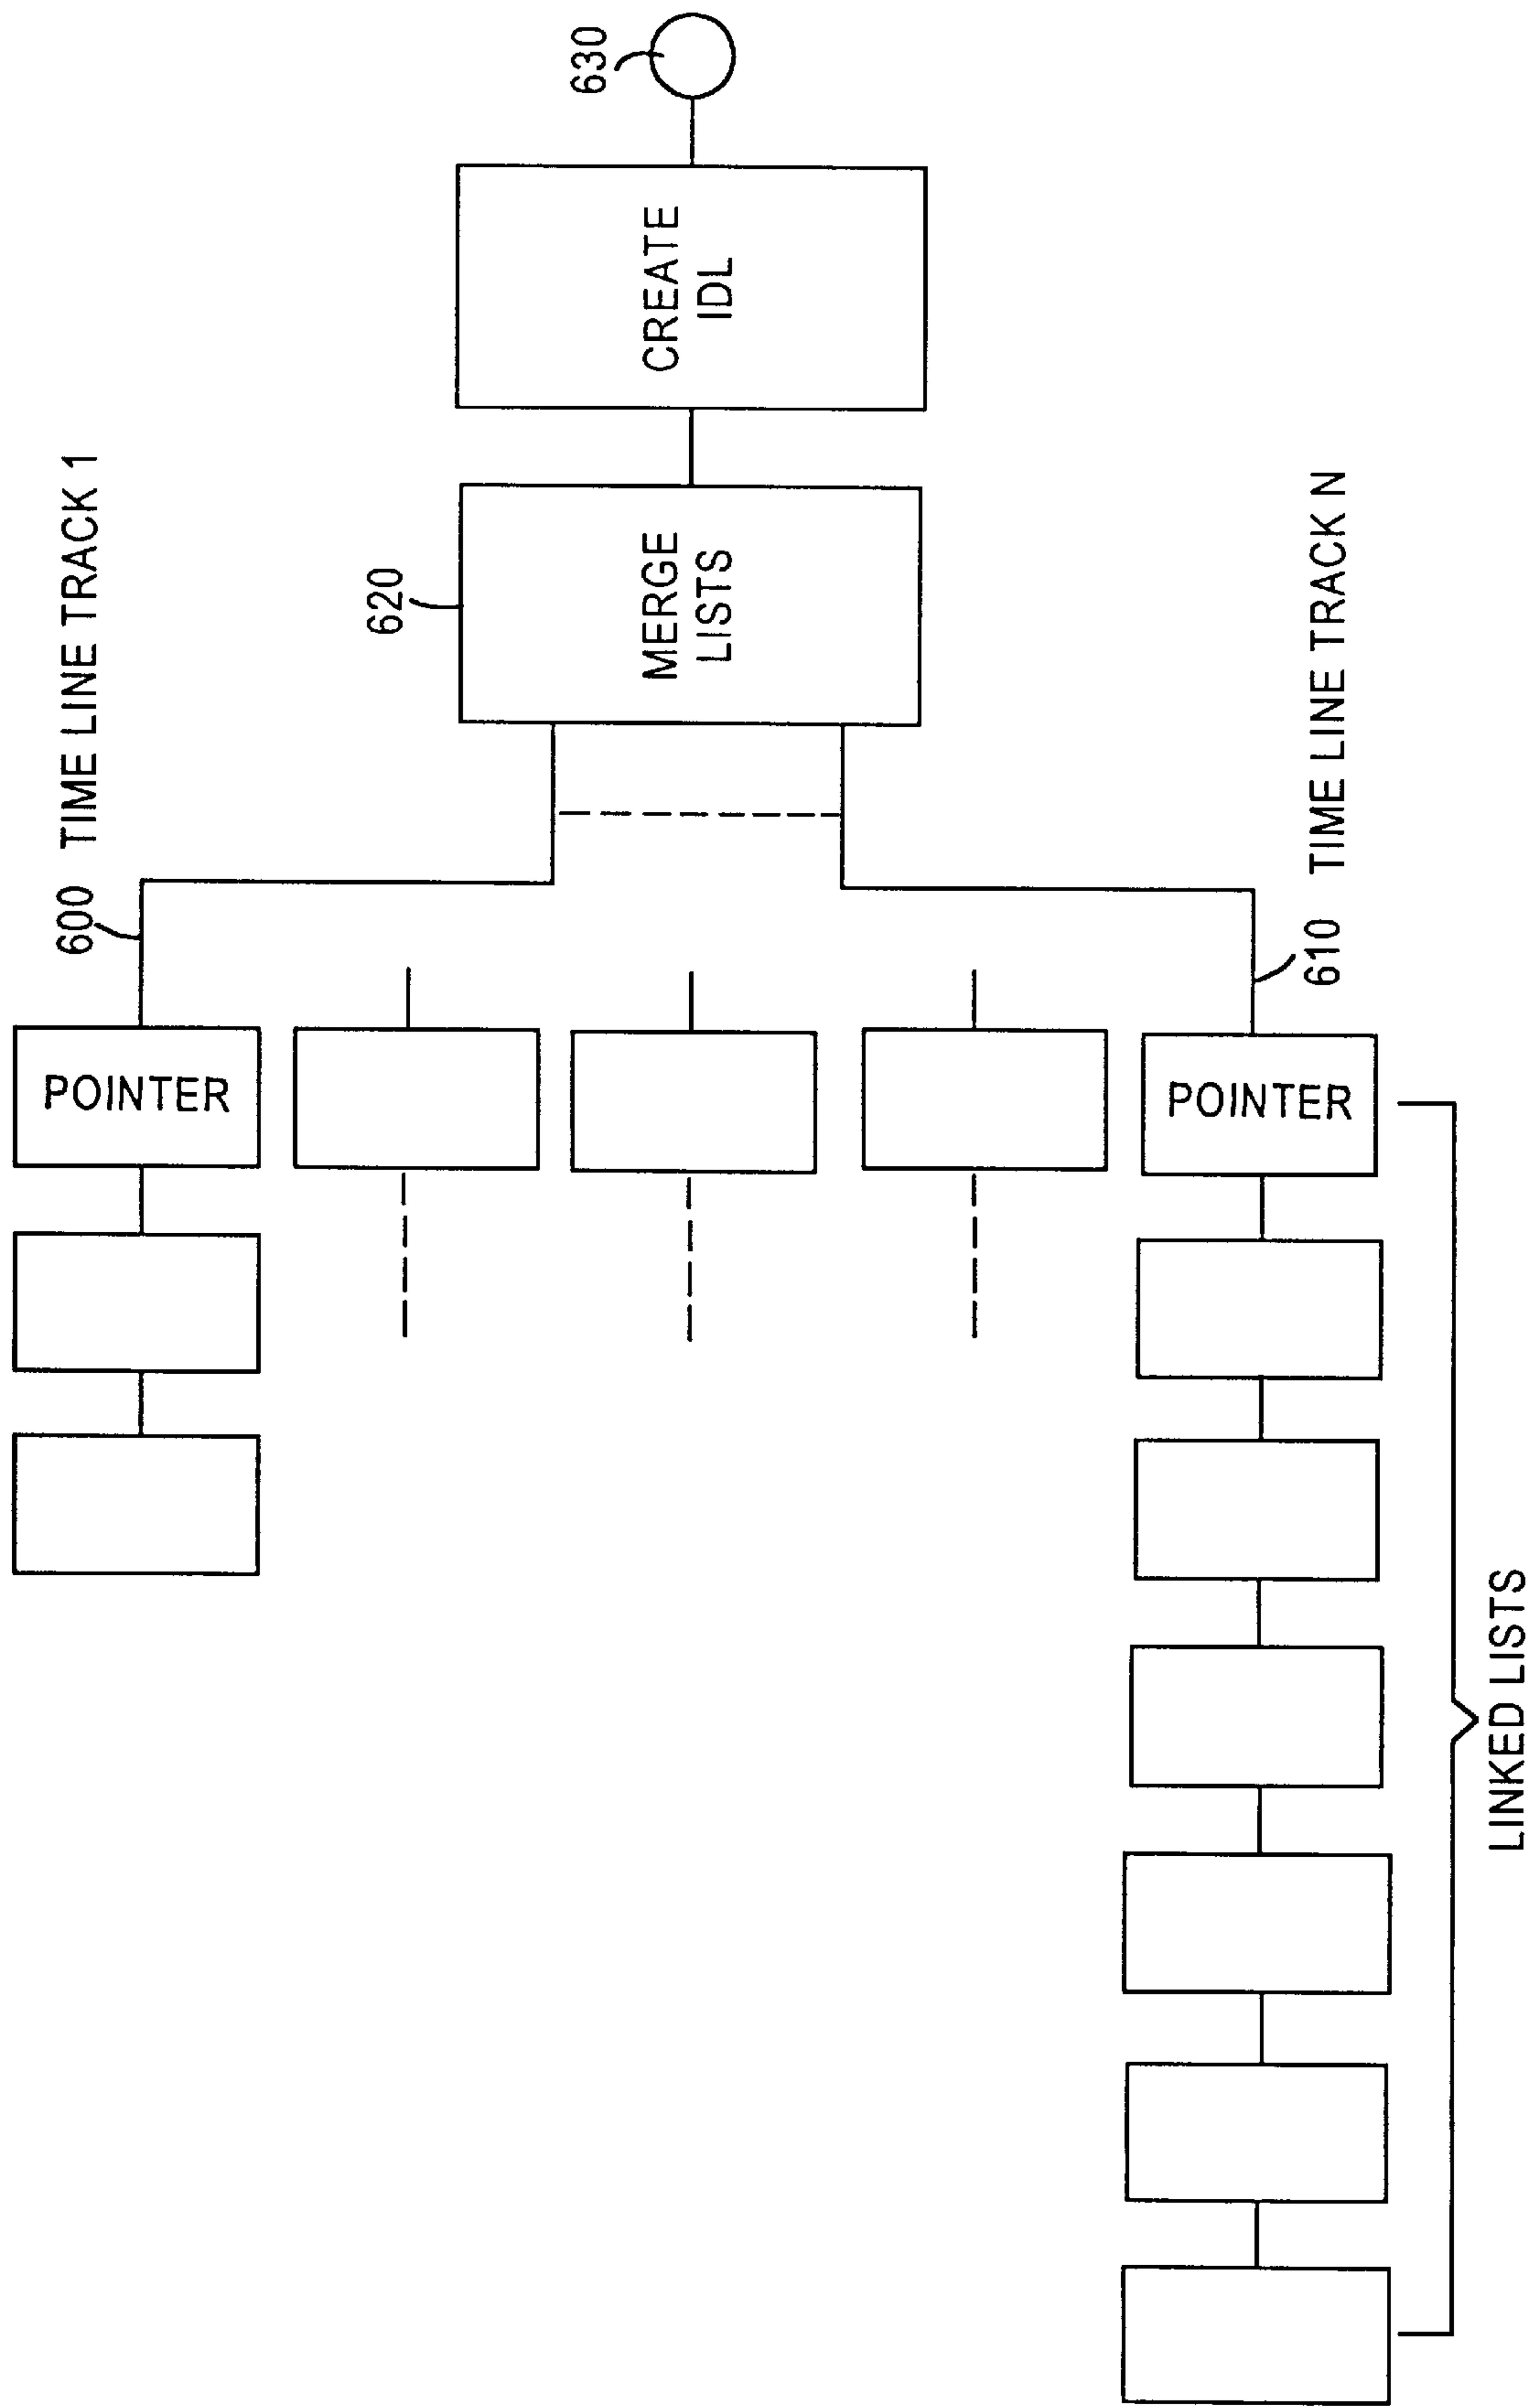 600
TIME LINE TRACK 1
POINTER
620
630
MERGE
LISTS
CREATE
IDL
POINTER
610
TIME LINE TRACK N
LINKED LISTS